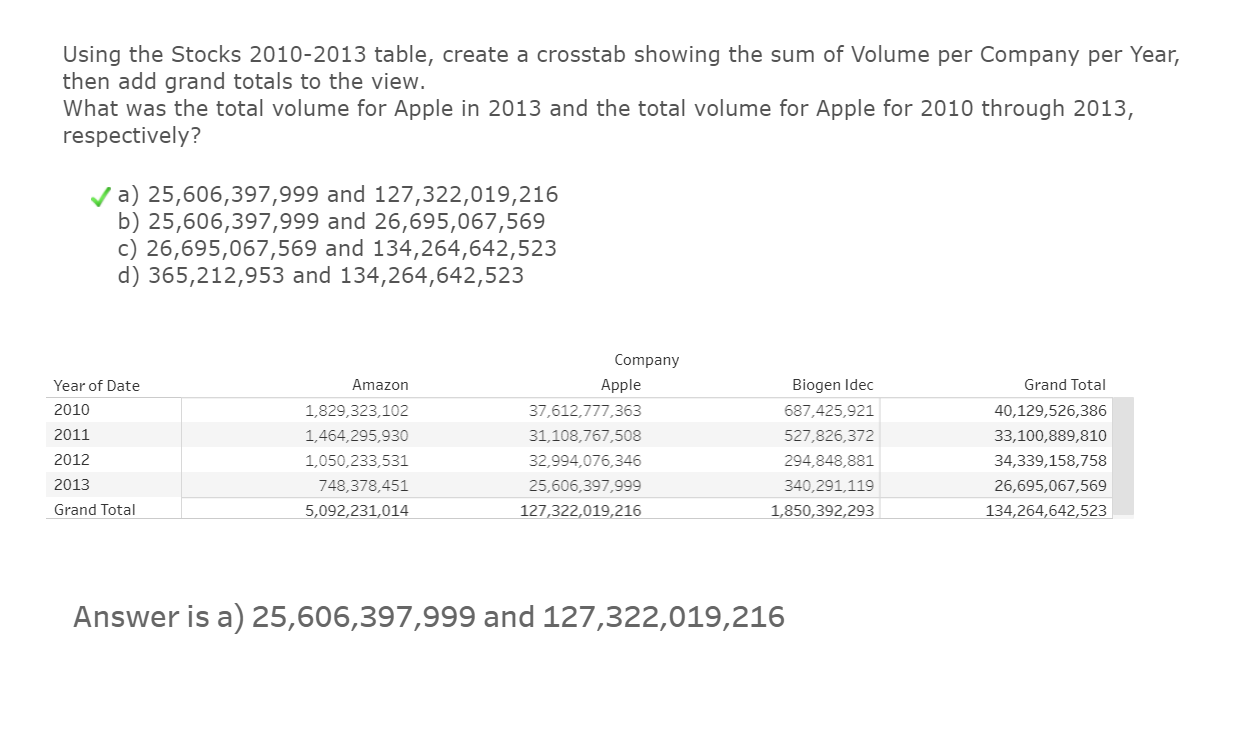 Using the Stocks 2010-2013 table, create a crosstab showing the sum of Volume per Company per Year,
then add grand totals to the view.
What was the total volume for Apple in 2013 and the total volume for Apple for 2010 through 2013,
respectively?
a) 25,606,397,999 and 127,322,019,216
b) 25,606,397,999 and 26,695,067,569
c) 26,695,067,569 and 134,264,642,523
d) 365,212,953 and 134,264,642,523
Company
Year of Date Amazon Apple Biogen Idec Grand Total
2010 1,829,323,102 37,612,777,363 687,425,921 40,129,526,386
2011 1,464,295,930 31,108,767,508 527,826,372 33,100,889,810
2012 1,050,233,531 32,994,076,346 294,848,881 34,339,158,758
2013 748,378,451 25,606,397,999 340,291,119 26,695,067,569
Grand Total 5,092,231,014 127,322,019,216 1,850,392,293 134,264,642,523
Answer is a) 25,606,397,999 and 127,322,019,216